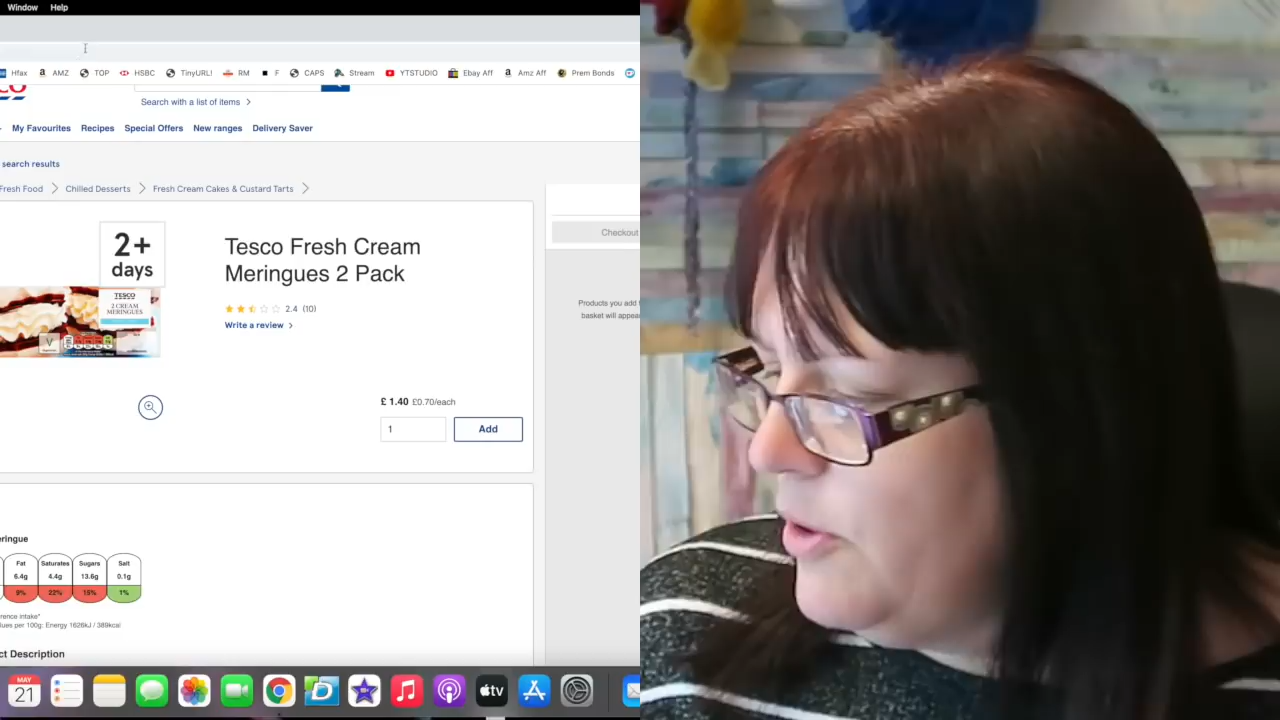 Window Help
Hfax AMZ TOP HSBC TinyURL! RM F CAPS Stream YTSTUDIO Ebay Aff Amz Aff Prem Bonds
CO
Search with a list of items
My Favourites Recipes Special Offers New ranges Delivery Saver
search results
Fresh Food Chilled Desserts Fresh Cream Cakes & Custard Tarts
2+
days
Tesco Fresh Cream
Meringues 2 Pack
Checkout
TESCO
2 CREAM
MERINGUES
V
2.4 (10)
Write a review
Products you add
basket will appea
£ 1.40 £0.70/each
1 Add
eringue
Fat Saturates Sugars Salt
6.4g 4.4g 13.6g 0.1g
9% 22% 15% 1%
rence intake*
lues per 100g: Energy 1626kJ / 389kcal
ct Description
MAY
21
tv